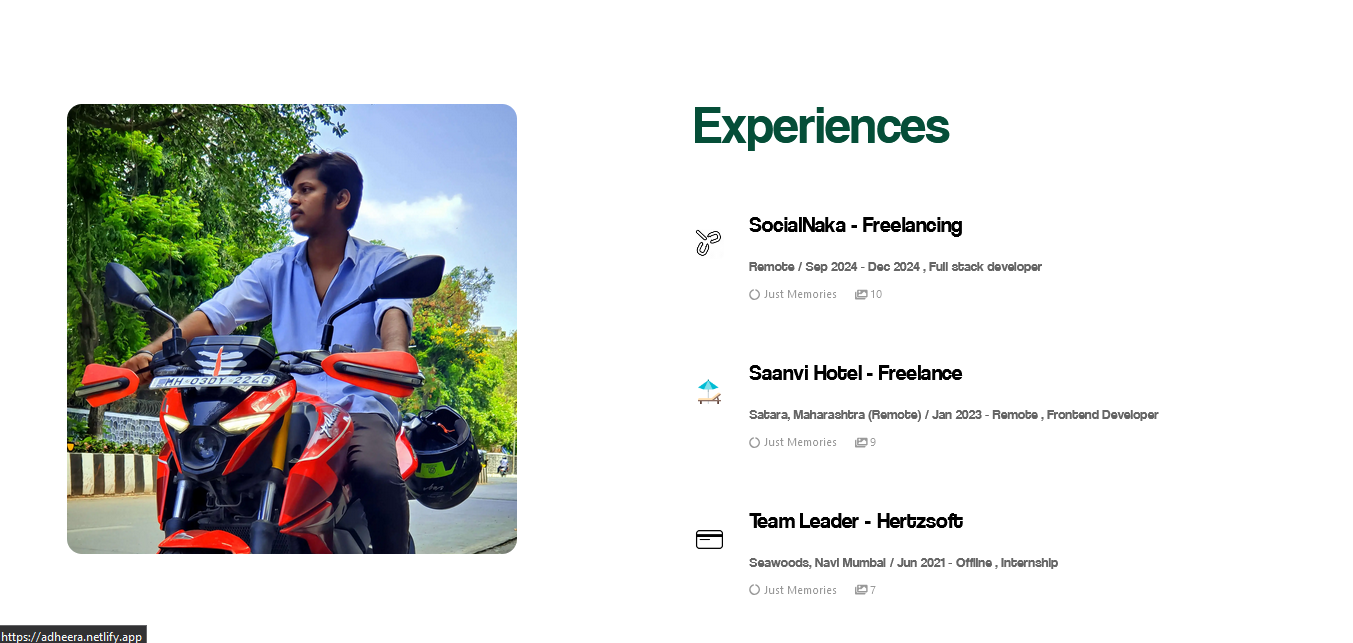 Experiences
SocialNaka - Freelancing
Remote / Sep 2024 - Dec 2024 , Full stack developer
Just Memories 10
Saanvi Hotel - Freelance
Satara, Maharashtra (Remote) / Jan 2023 - Remote , Frontend Developer
Just Memories 9
Team Leader - Hertzsoft
Seawoods, Navi Mumbai / Jun 2021 - Offline , Internship
Just Memories 7
MH 03DY 2246
https://adheera.netlify.app